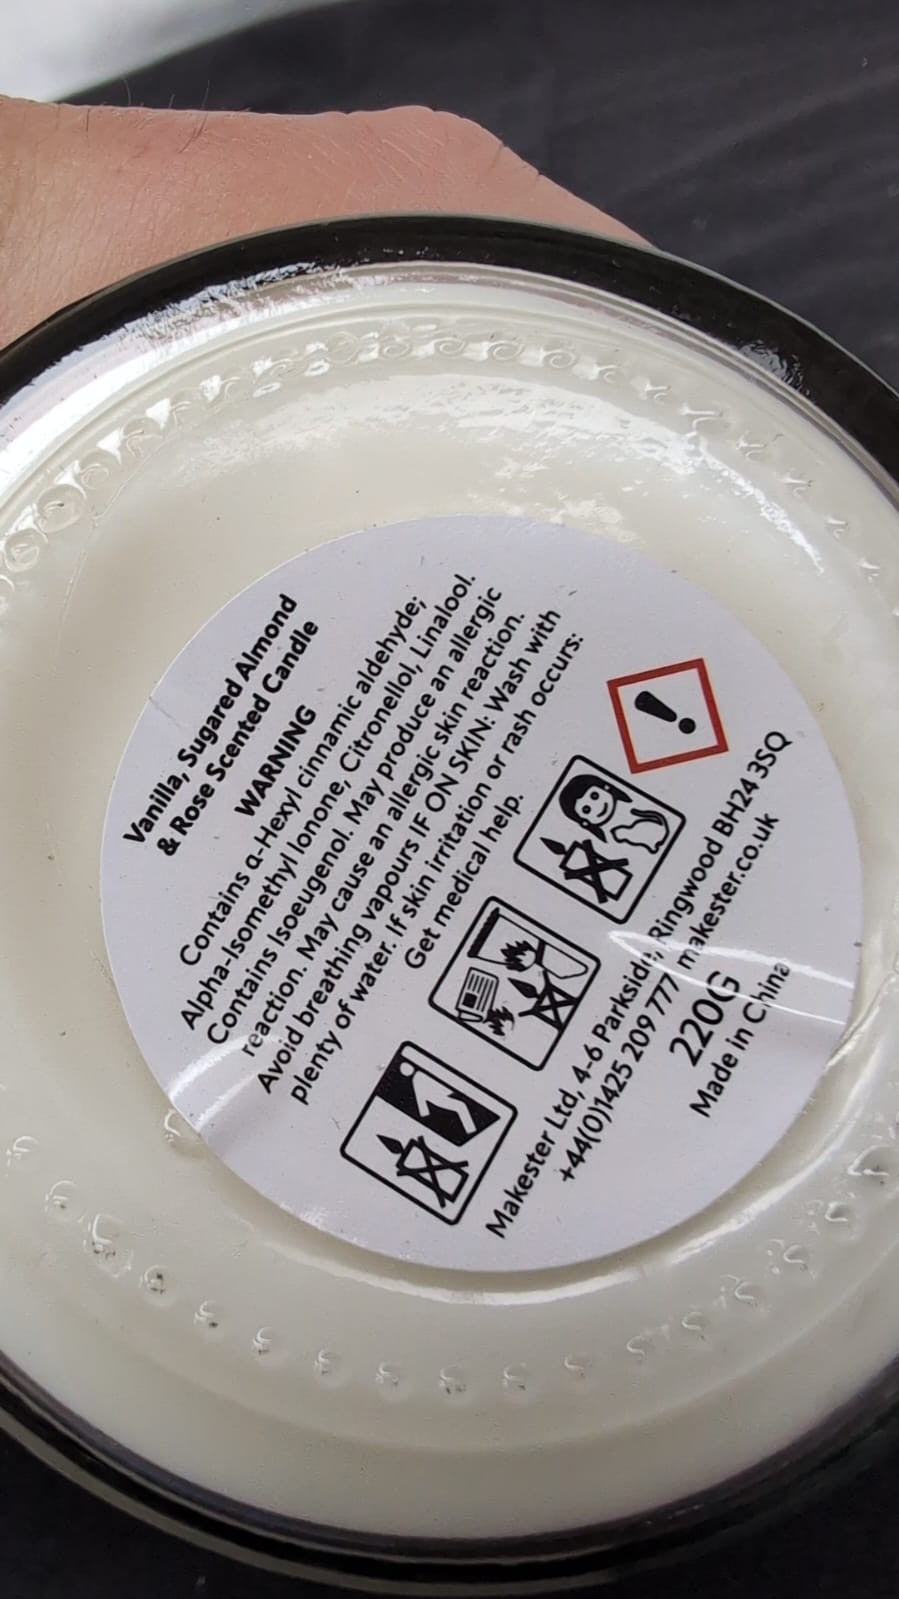 Vanilla, Sugared Almond
& Rose Scented Candle
WARNING
Contains α-Hexyl cinnamic aldehyde;
Alpha-Isomethyl Ionone, Citronellol, Linalool.
Contains Isoeugenol. May produce an allergic
reaction. May cause an allergic skin reaction.
Avoid breathing vapours IF ON SKIN: Wash with
plenty of water. If skin irritation or rash occurs:
Get medical help.
Makester Ltd, 4-6 Parkside, Ringwood BH24 3SQ
+44(0)1425 209 777 makester.co.uk
220G
Made in China